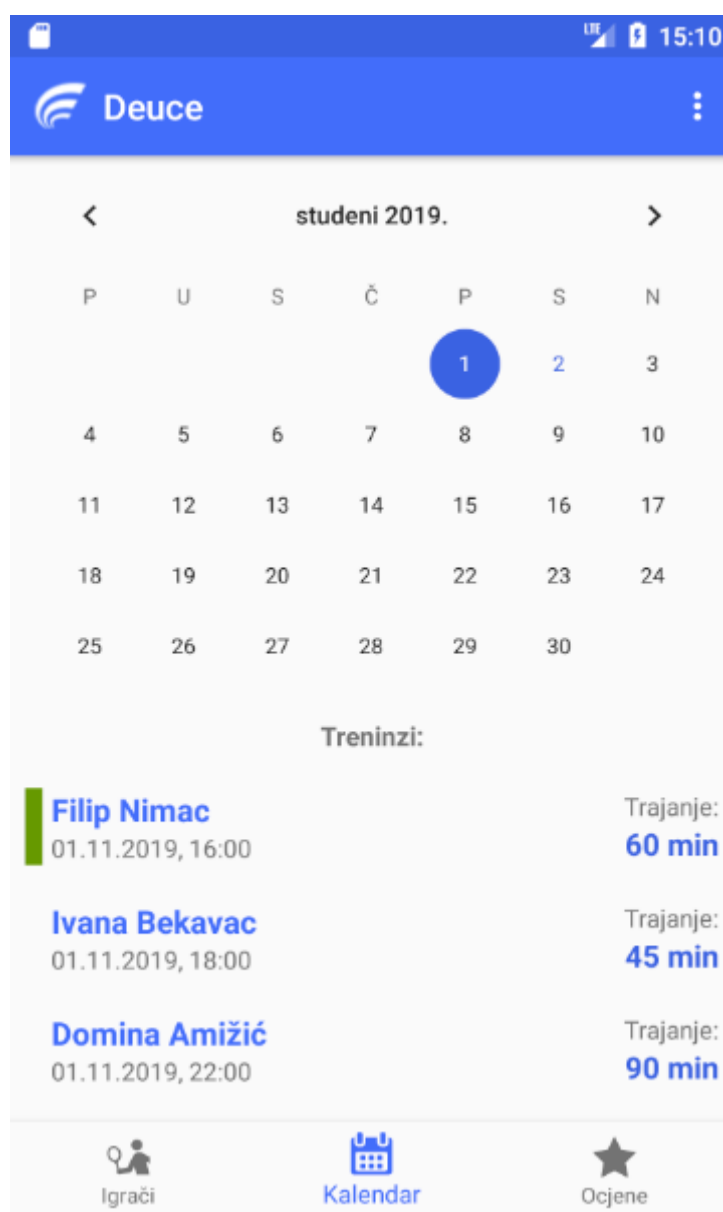 LTE 15:10
Deuce
studeni 2019.
P U S Č P S N
1 2 3
4 5 6 7 8 9 10
11 12 13 14 15 16 17
18 19 20 21 22 23 24
25 26 27 28 29 30
Treninzi:
Filip Nimac Trajanje:
01.11.2019, 16:00 60 min
Ivana Bekavac Trajanje:
01.11.2019, 18:00 45 min
Domina Amižić Trajanje:
01.11.2019, 22:00 90 min
Igrači Kalendar Ocjene